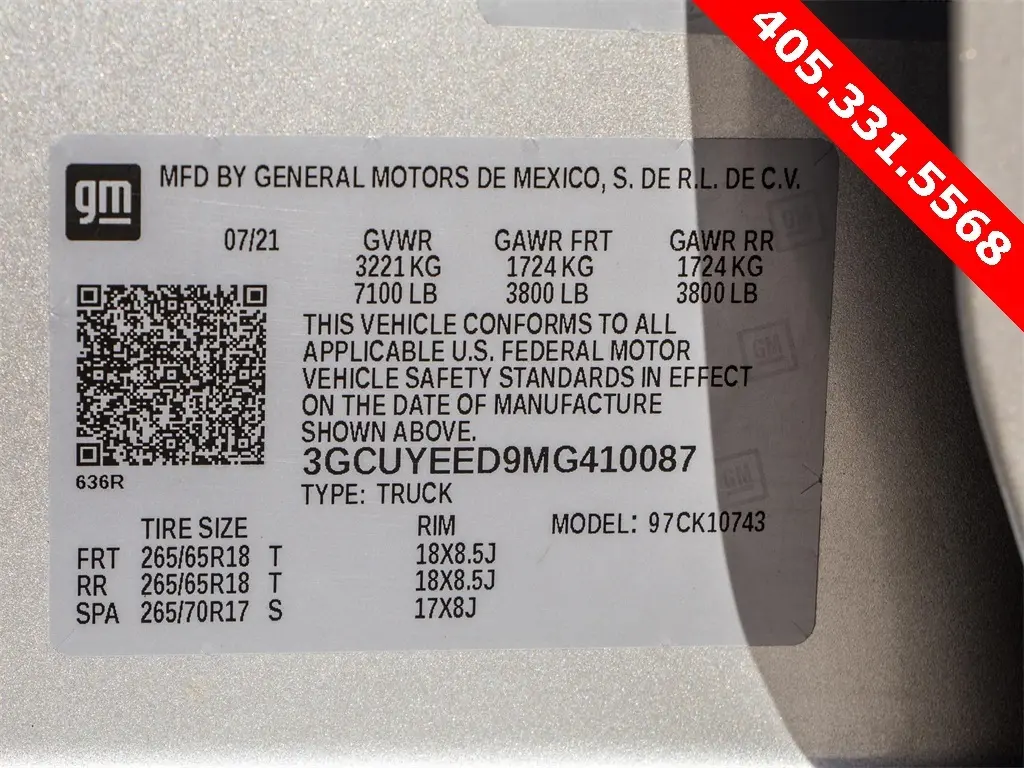 405.331.5568
gm
MFD BY GENERAL MOTORS DE MEXICO, S. DE R.L. DE C.V.
07/21 GVWR GAWR FRT GAWR RR
3221 KG 1724 KG 1724 KG
7100 LB 3800 LB 3800 LB
THIS VEHICLE CONFORMS TO ALL
APPLICABLE U.S. FEDERAL MOTOR
VEHICLE SAFETY STANDARDS IN EFFECT
ON THE DATE OF MANUFACTURE
SHOWN ABOVE.
3GCUYEED9MG410087
636R
TYPE: TRUCK
TIRE SIZE RIM MODEL: 97CK10743
FRT 265/65R18 T 18X8.5J
RR 265/65R18 T 18X8.5J
SPA 265/70R17 S 17X8J
GM
GM